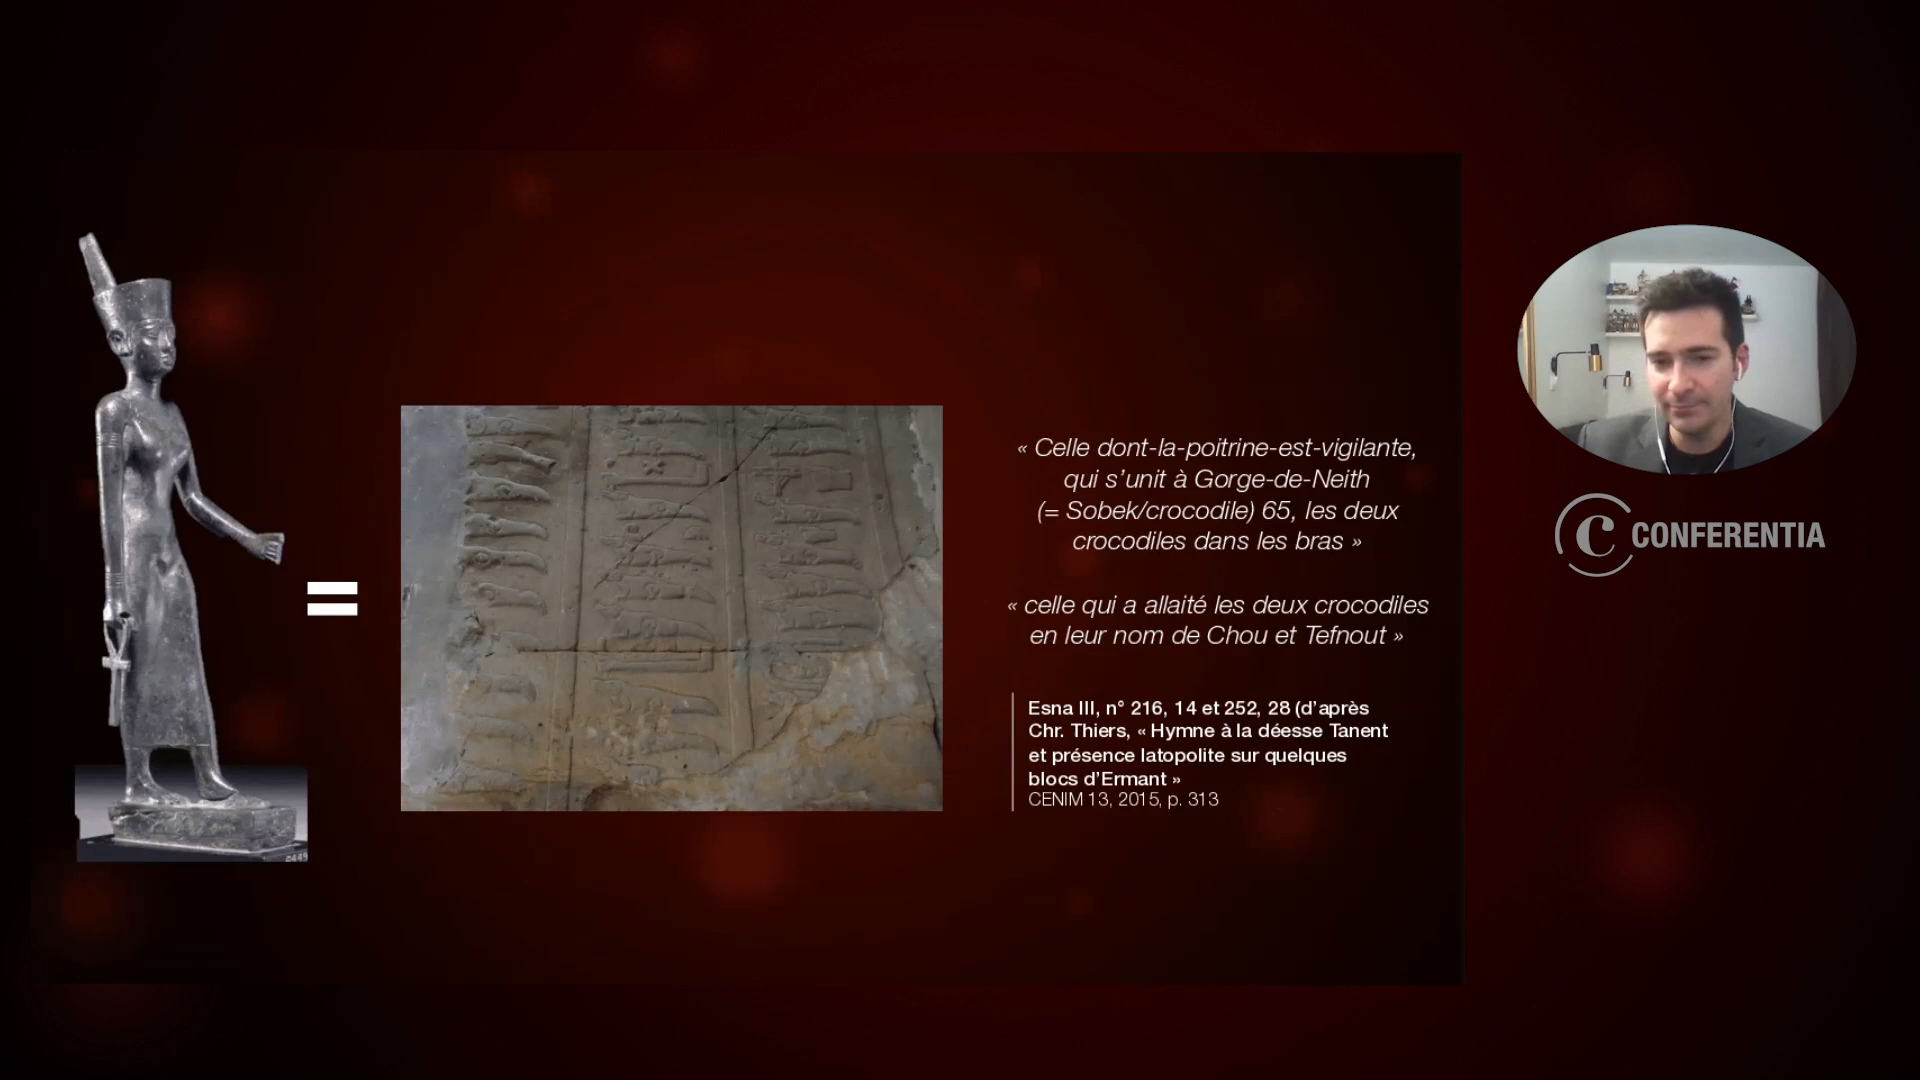 « Celle dont-la-poitrine-est-vigilante,
qui s’unit à Gorge-de-Neith
(= Sobek/crocodile) 65, les deux
crocodiles dans les bras »
« celle qui a allaité les deux crocodiles
en leur nom de Chou et Tefnout »
Esna III, n° 216, 14 et 252, 28 (d’après
Chr. Thiers, « Hymne à la déesse Tanent
et présence latopolite sur quelques
blocs d’Ermant »
CENIM 13, 2015, p. 313
C CONFERENTIA